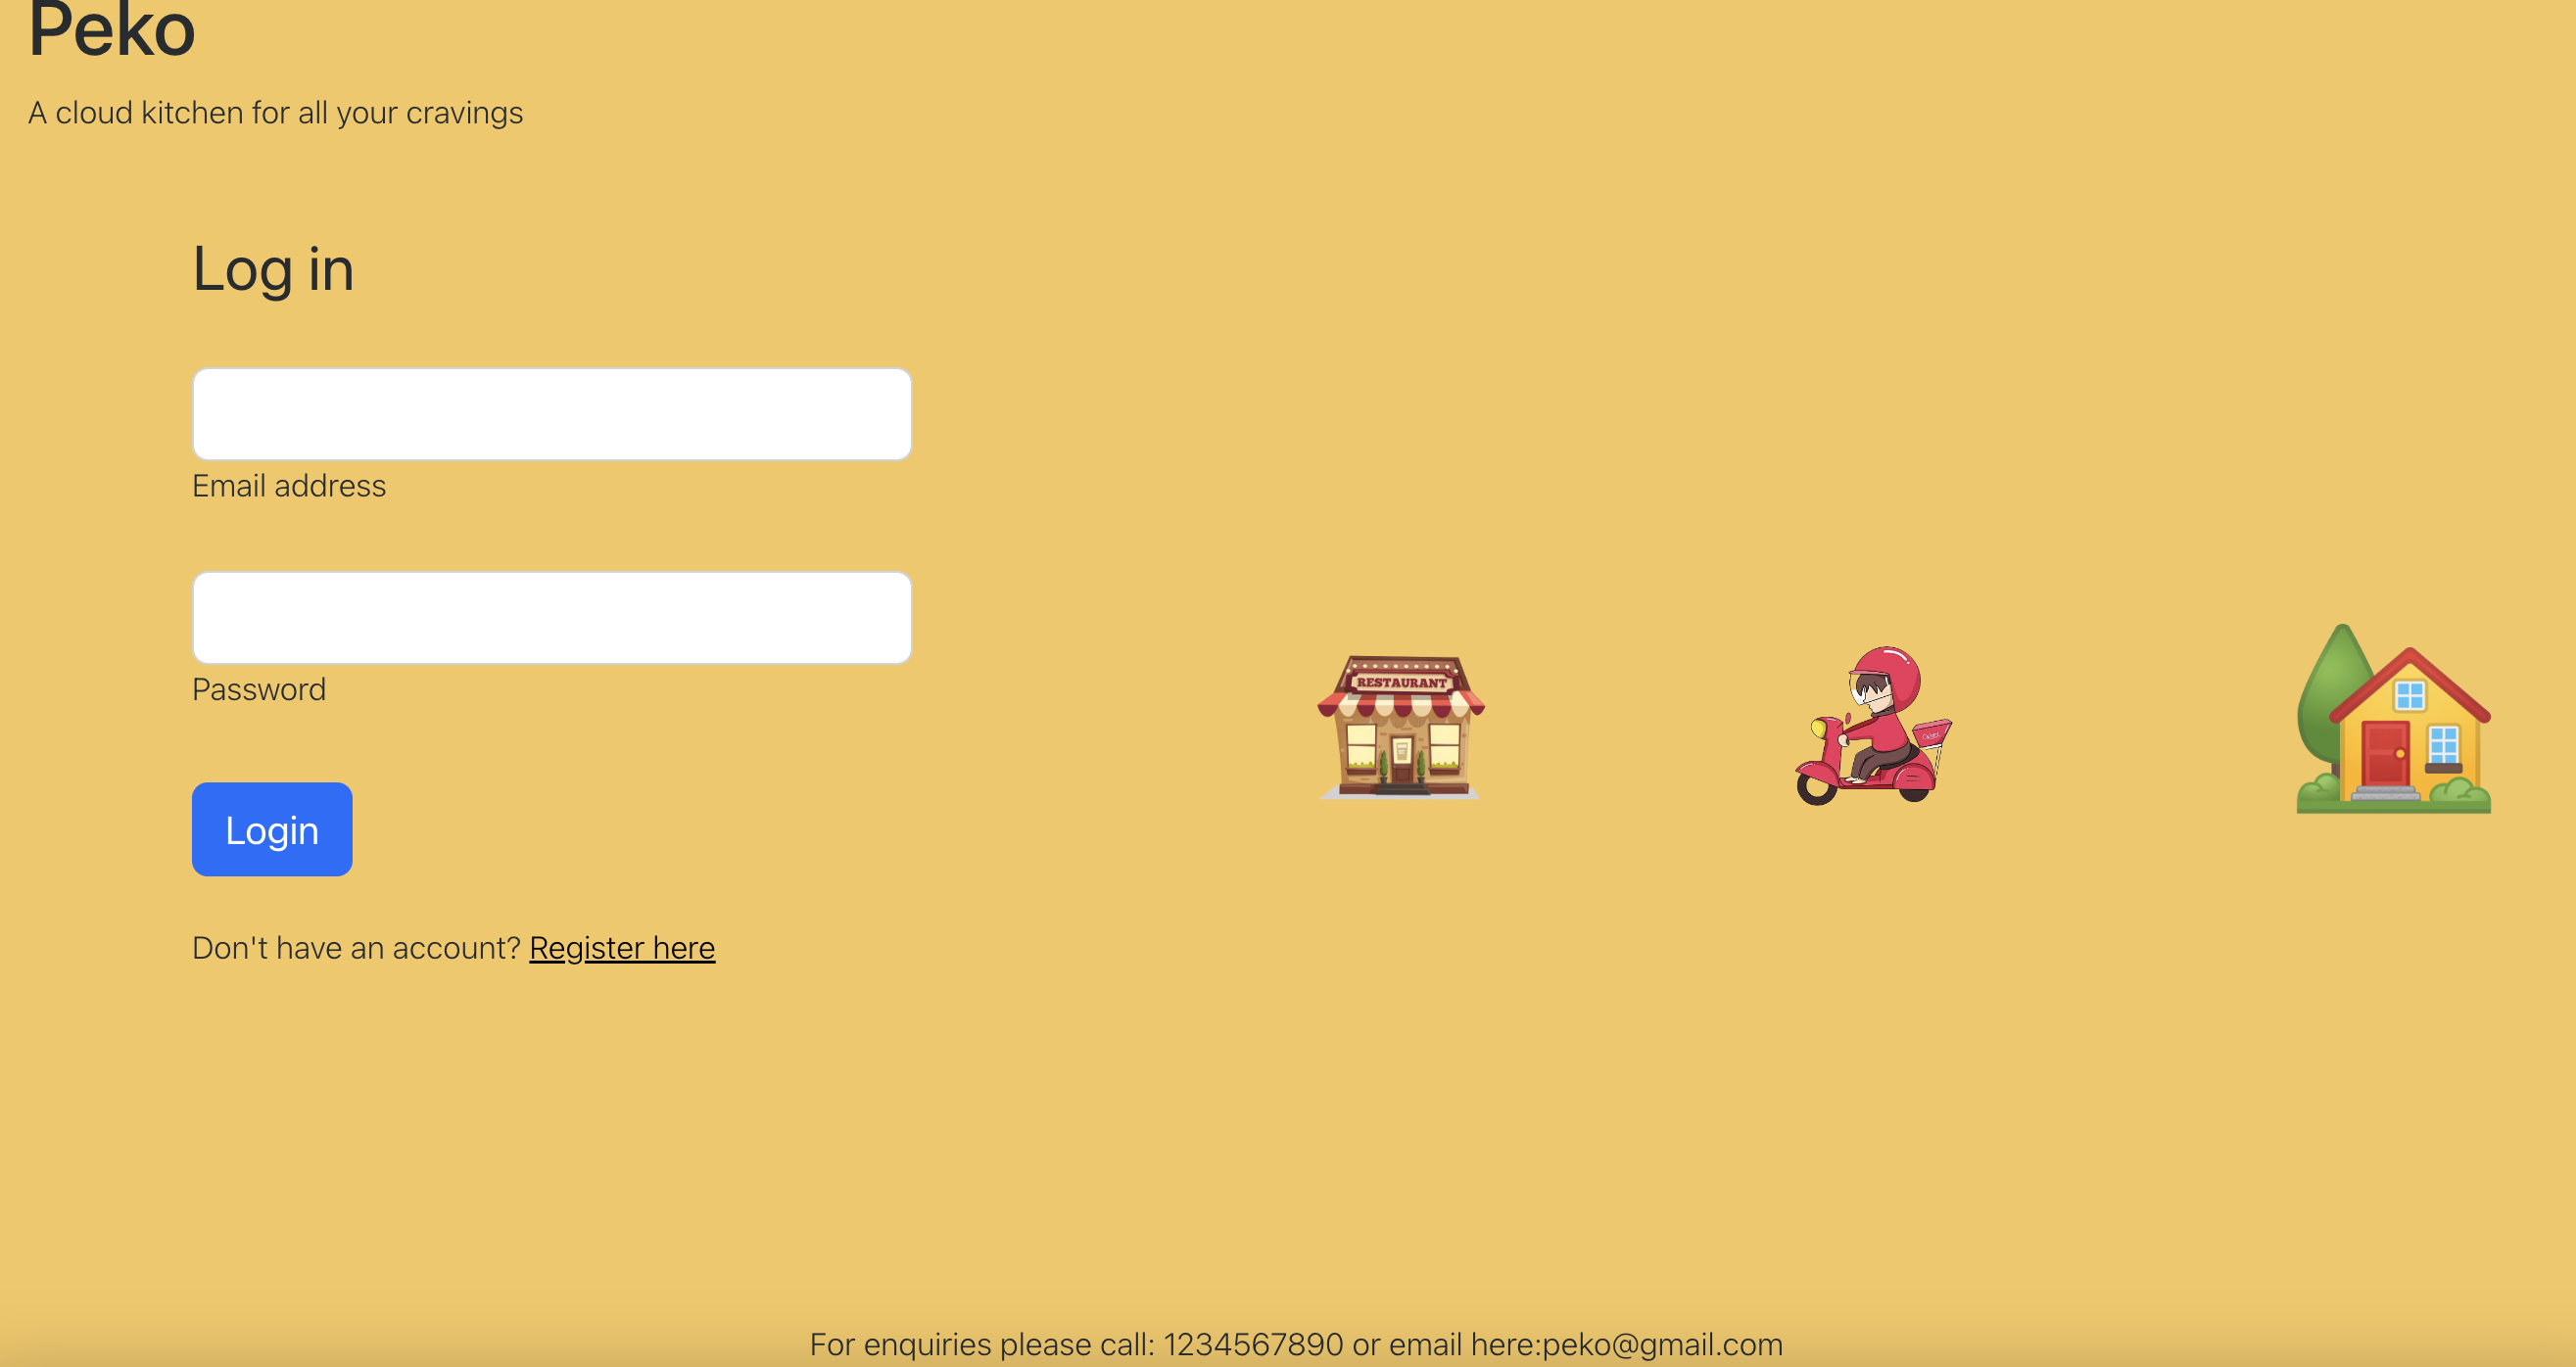 Peko
A cloud kitchen for all your cravings
Log in
Email address
Password
RESTAURANT
Login
Don't have an account? Register here
For enquiries please call: 1234567890 or email here:peko@gmail.com